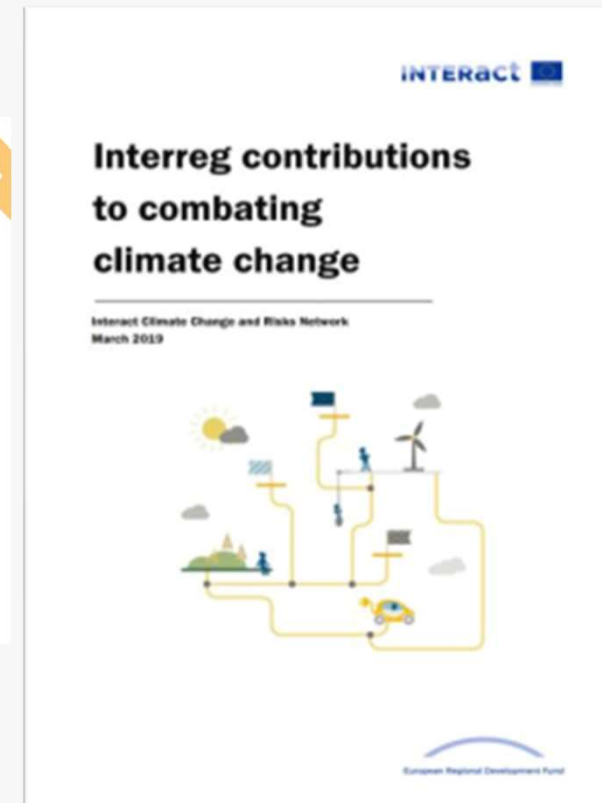 INTERact
Interreg contributions
to combating
climate change
Interact Climate Change and Risks Network
March 2019
European Regional Development Fund